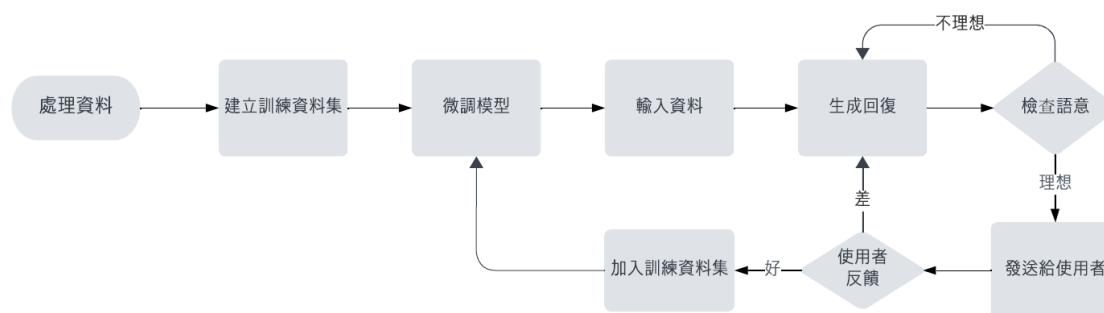 不理想
處理資料
建立訓練資料集
微調模型
輸入資料
生成回復
檢查語意
理想
差
加入訓練資料集
好
使用者
反饋
發送給使用者